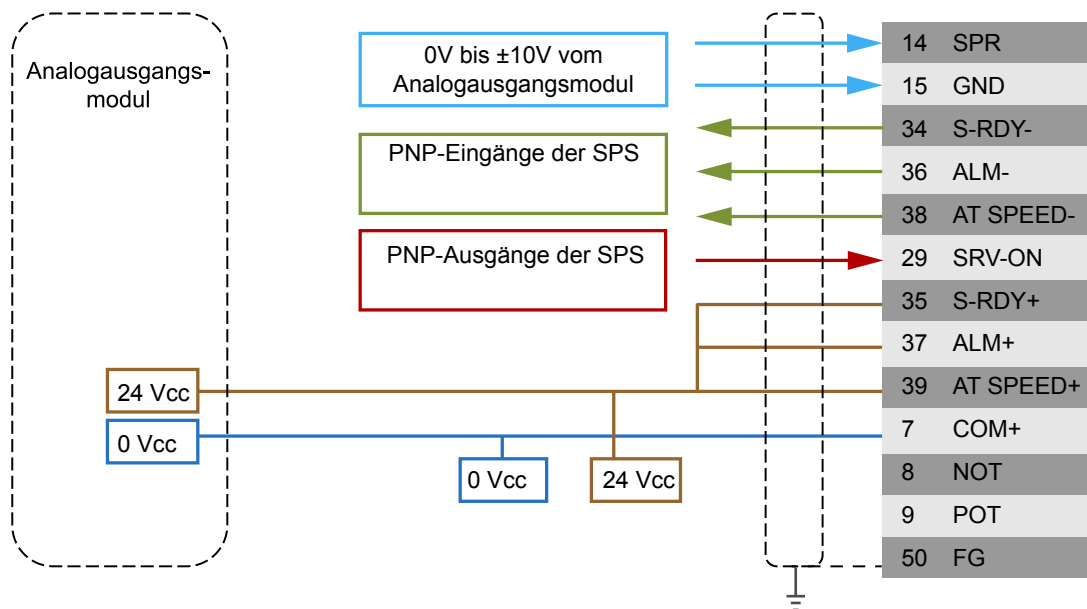 Analogausgangs-
modul
0V bis ±10V vom
Analogausgangsmodul
PNP-Eingänge der SPS
PNP-Ausgänge der SPS
24 Vcc
0 Vcc
0 Vcc
24 Vcc
14 SPR
15 GND
34 S-RDY-
36 ALM-
38 AT SPEED-
29 SRV-ON
35 S-RDY+
37 ALM+
39 AT SPEED+
7 COM+
8 NOT
9 POT
50 FG